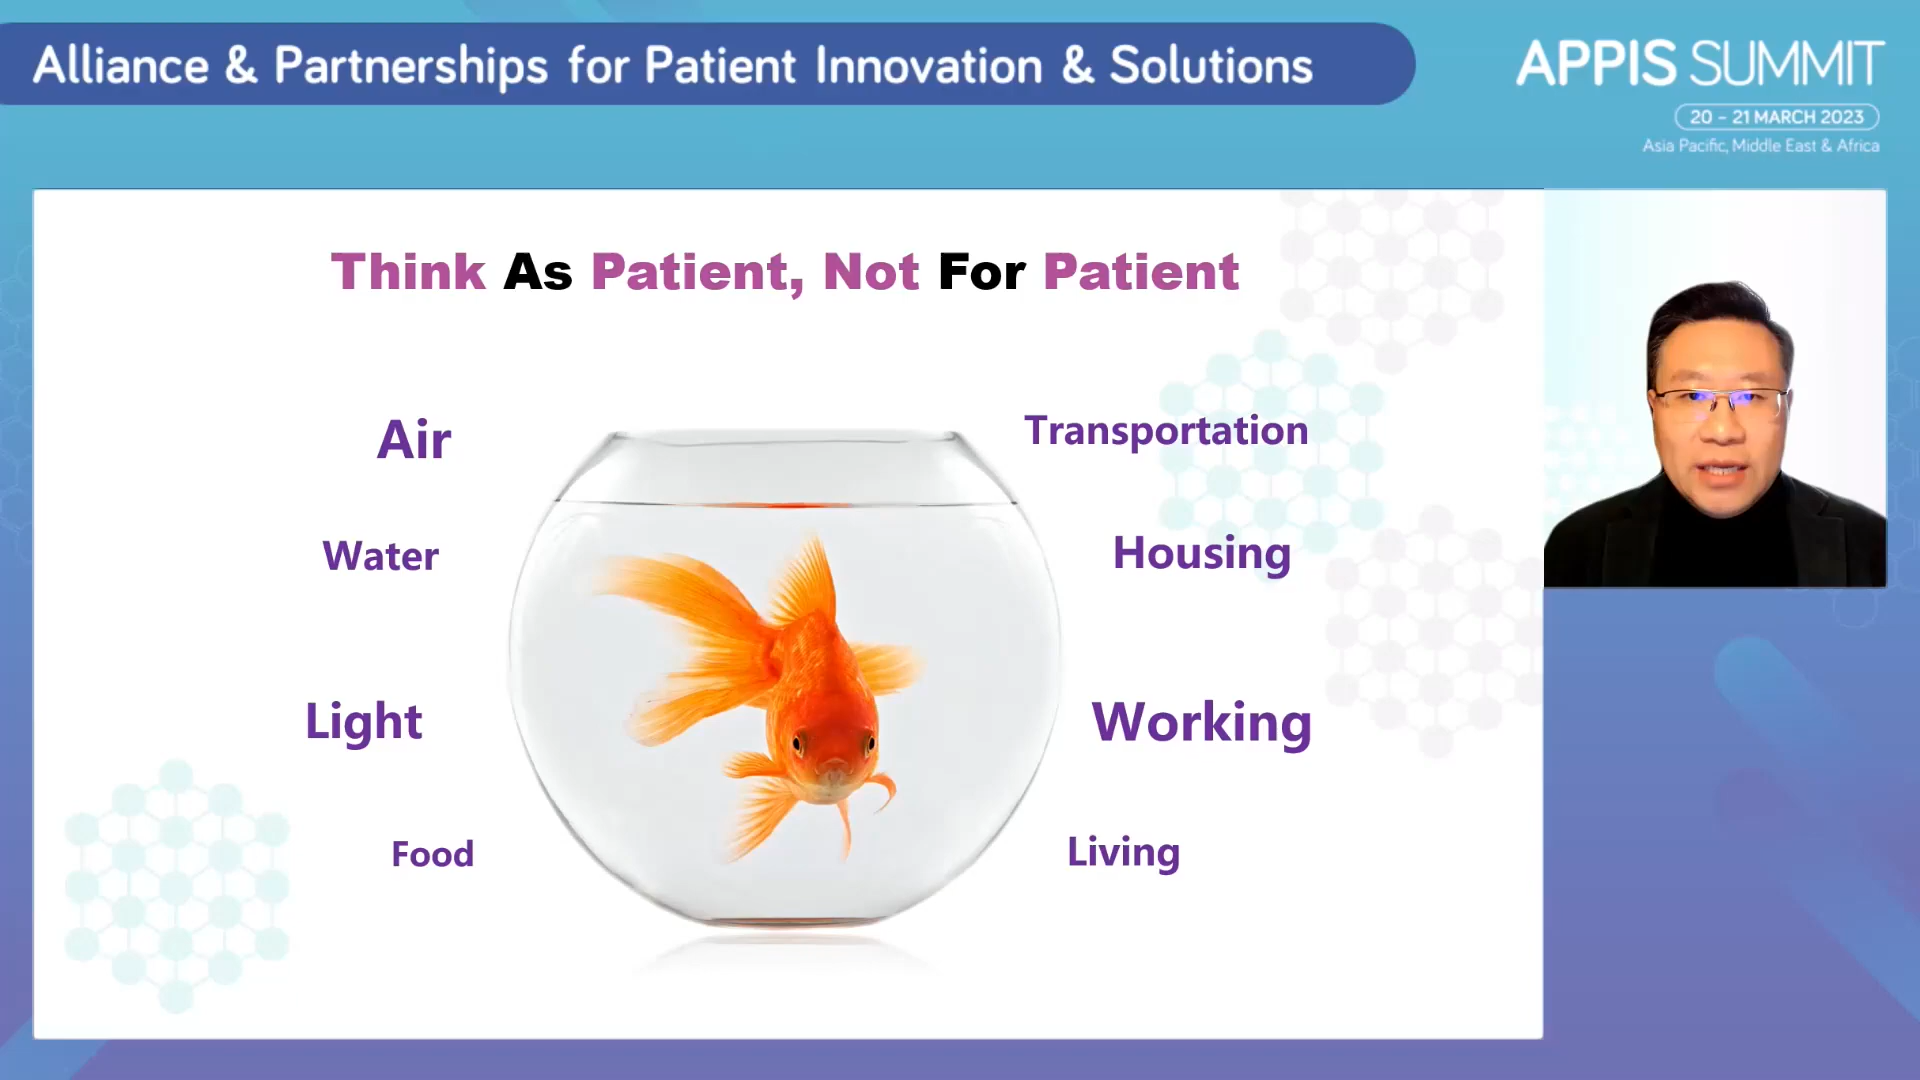 Alliance & Partnerships for Patient Innovation & Solutions
APPIS SUMMIT
20 – 21 MARCH 2023
Asia Pacific, Middle East & Africa
Think As Patient, Not For Patient
Air
Transportation
Water
Housing
Light
Working
Food
Living